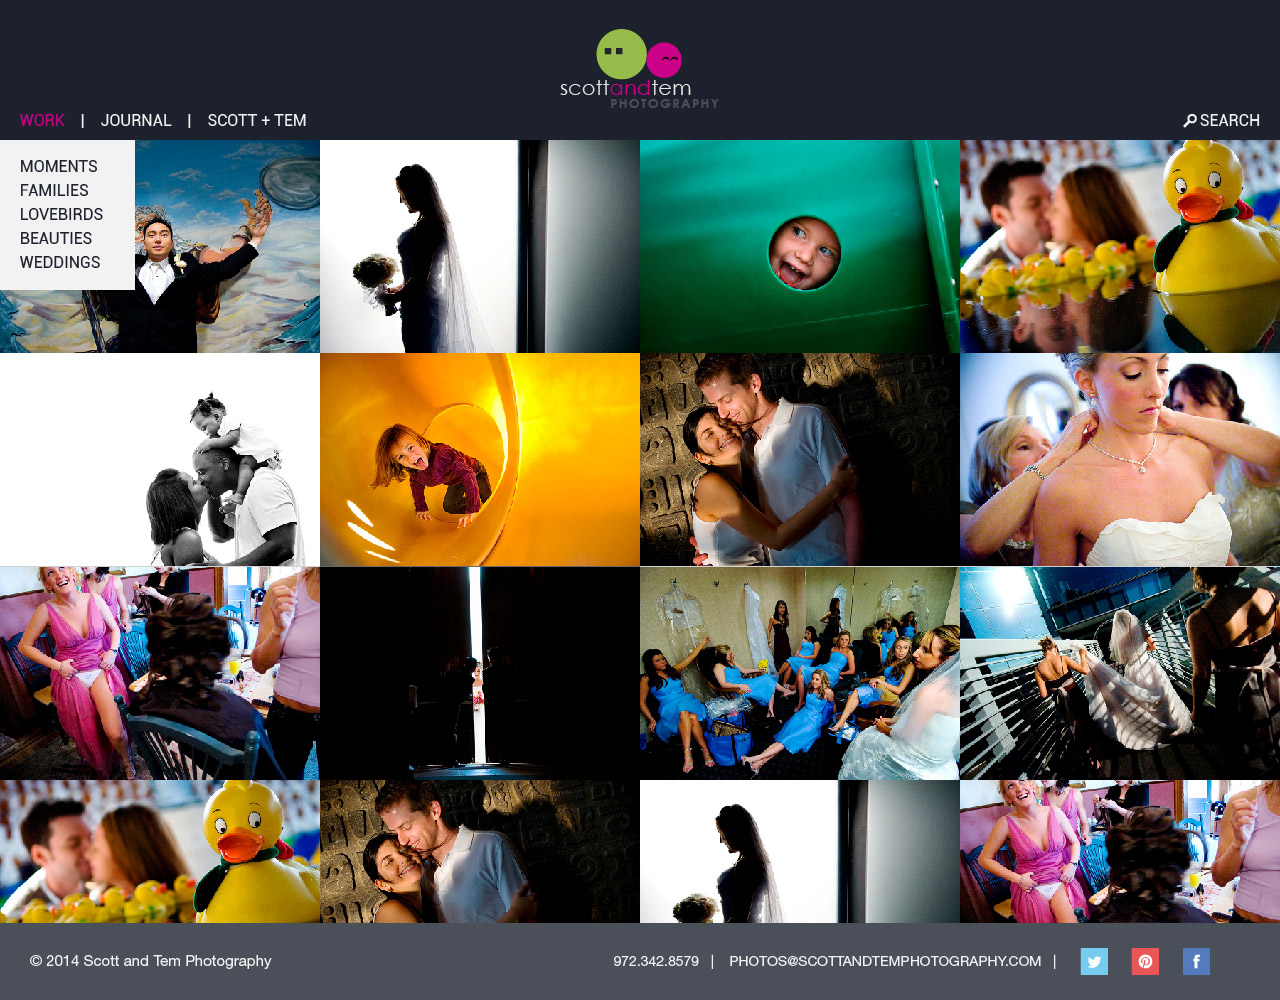 scottandtem
PHOTOGRAPHY
WORK | JOURNAL | SCOTT + TEM
SEARCH
MOMENTS
FAMILIES
LOVEBIRDS
BEAUTIES
WEDDINGS
© 2014 Scott and Tem Photography
972.342.8579 | PHOTOS@SCOTTANDTEMPHOTOGRAPHY.COM |